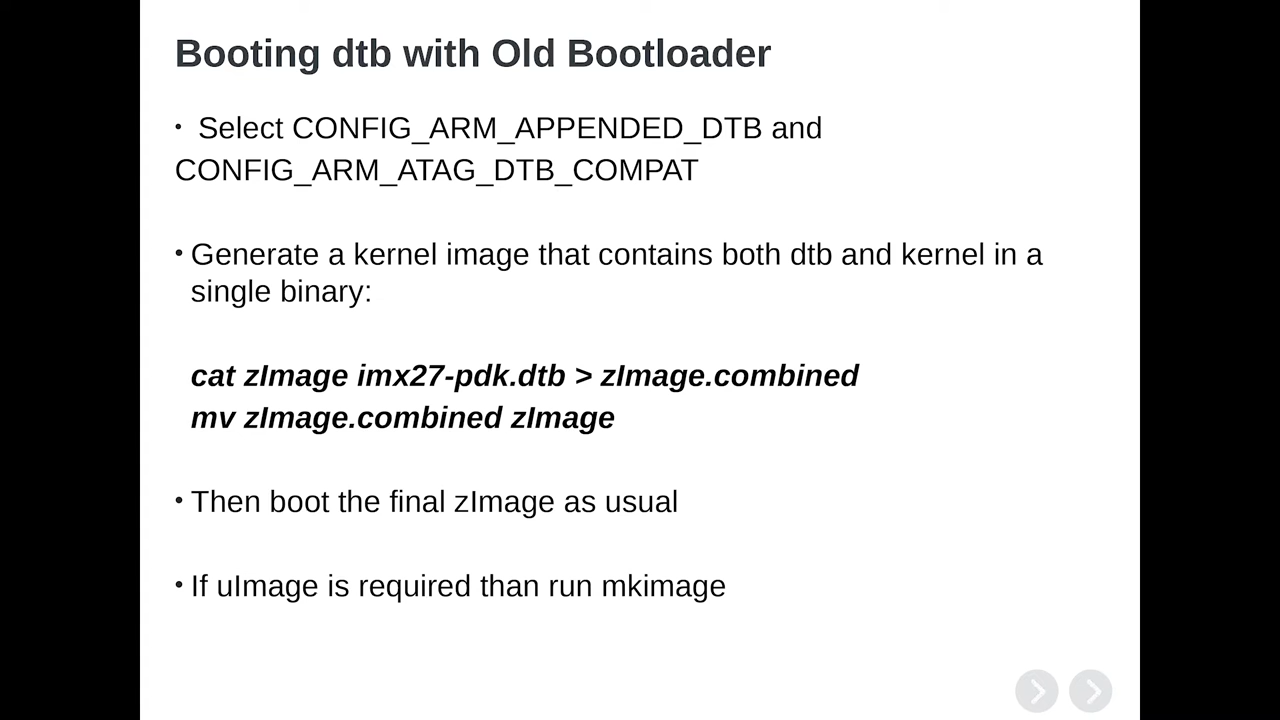 Booting dtb with Old Bootloader
• Select CONFIG_ARM_APPENDED_DTB and
CONFIG_ARM_ATAG_DTB_COMPAT
• Generate a kernel image that contains both dtb and kernel in a
single binary:
cat zImage imx27-pdk.dtb > zImage.combined
mv zImage.combined zImage
• Then boot the final zImage as usual
• If uImage is required than run mkimage